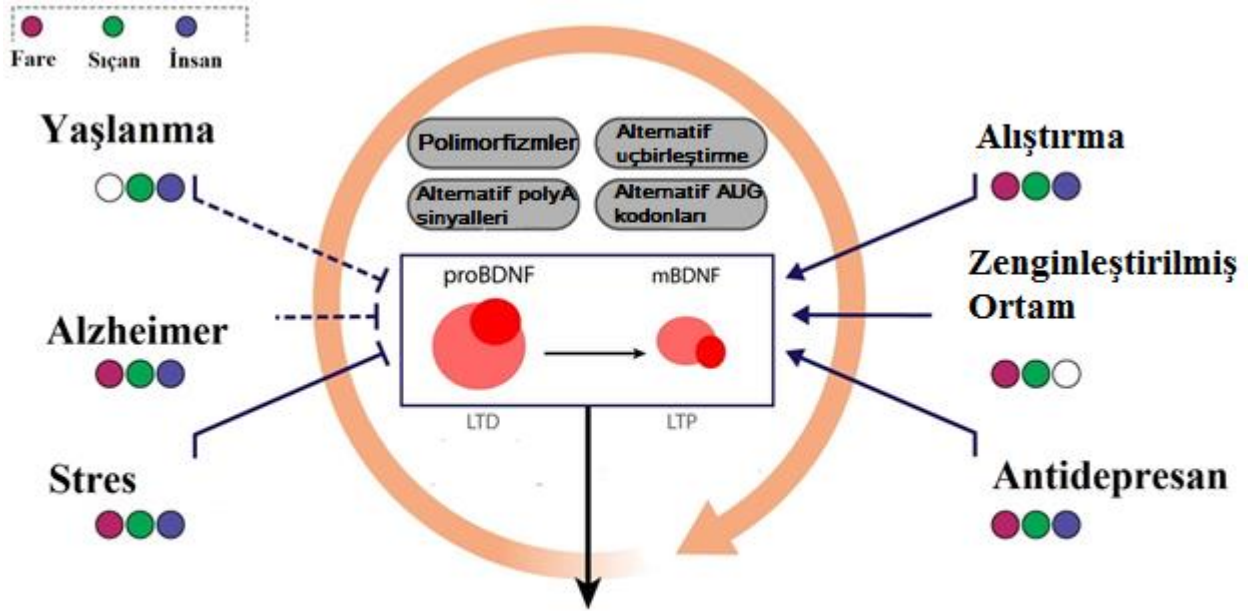 Fare Sıçan İnsan
Yaşlanma
Alzheimer
Stres
Polimorfizmler
Alternatif
uçbirleştirme
Alternatif polyA
sinyalleri
Alternatif AUG
kodonları
proBDNF
mBDNF
LTD
LTP
Alıştırma
Zenginleştirilmiş
Ortam
Antidepresan